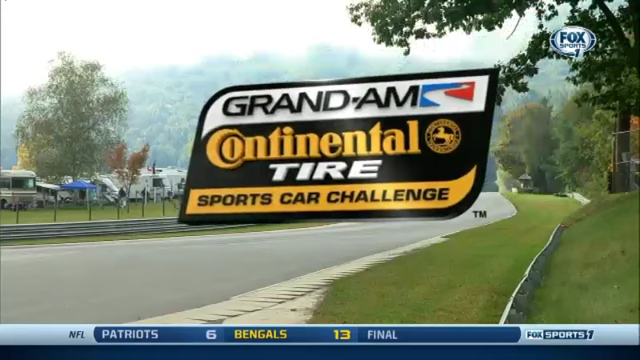 FOX
SPORTS 1
GRAND-AM
Continental
TIRE
SPORTS CAR CHALLENGE
TM
NFL PATRIOTS 6 BENGALS 13 FINAL FOX SPORTS 1